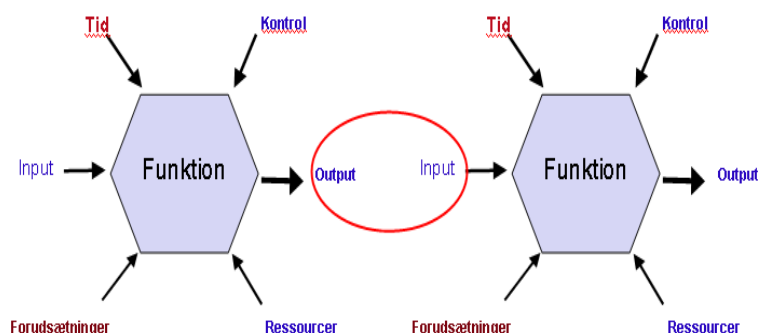 Tid
Kontrol
Input
Funktion
Output
Forudsætninger
Ressourcer
Tid
Kontrol
Input
Funktion
Output
Forudsætninger
Ressourcer